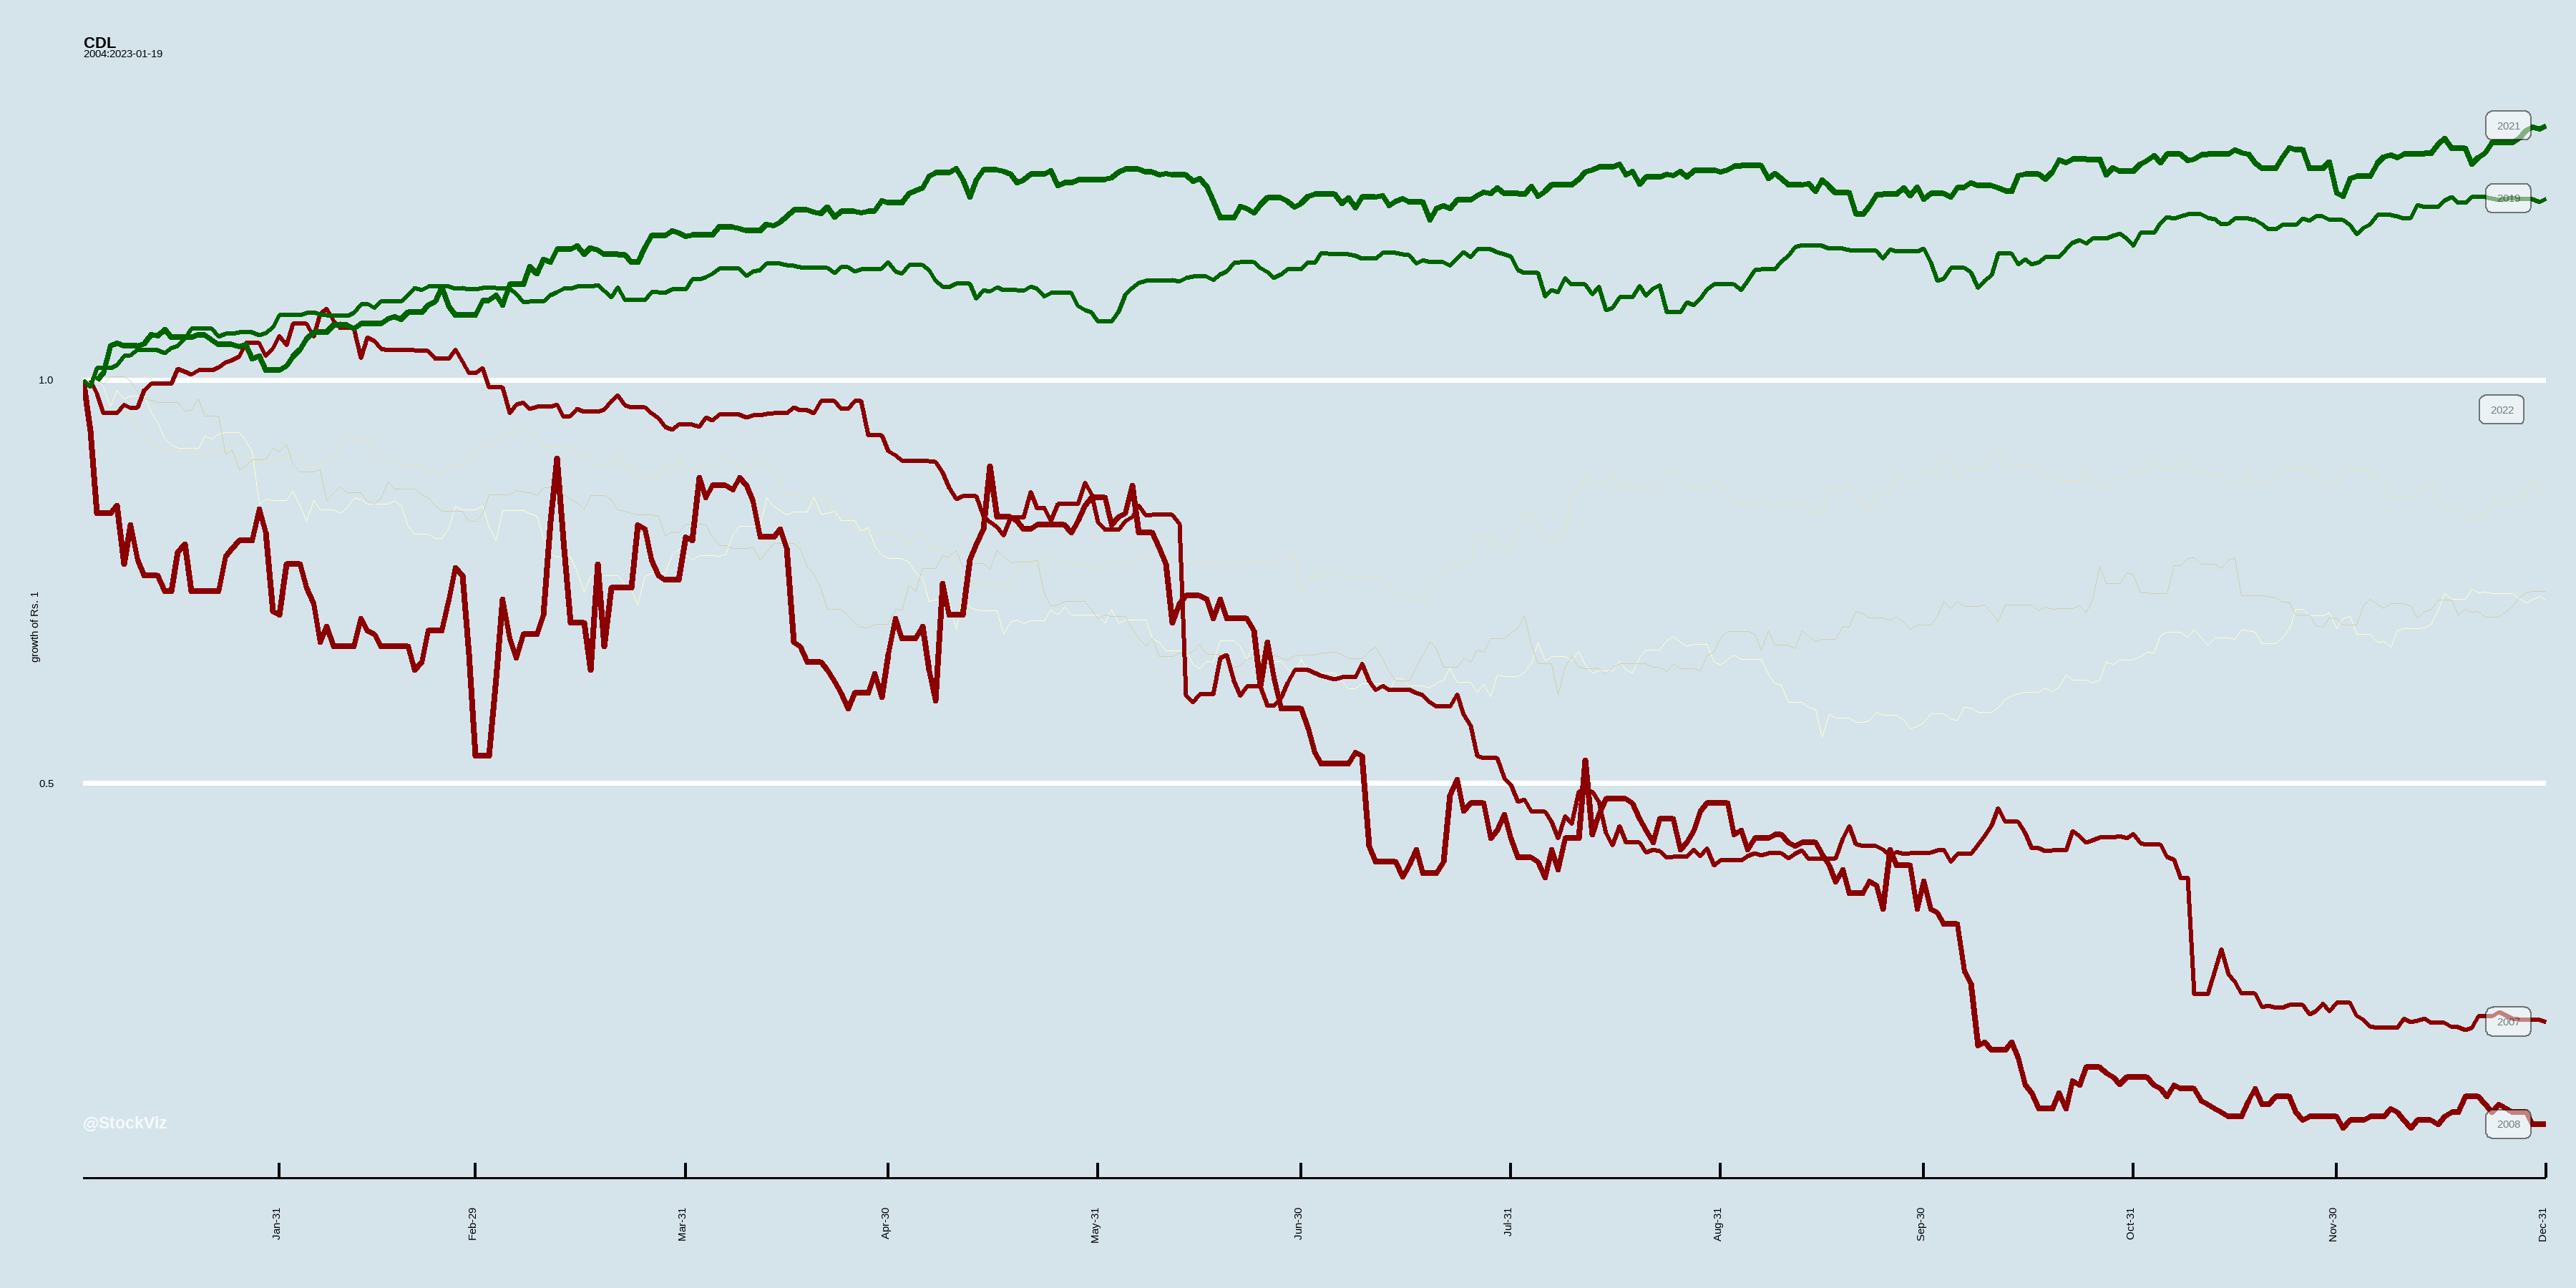 CDL
2004:2023-01-19
2021
2019
1.0
2022
growth of Rs. 1
0.5
2007
@StockViz
2008
Jan-31
Feb-29
Mar-31
Apr-30
May-31
Jun-30
Jul-31
Aug-31
Sep-30
Oct-31
Nov-30
Dec-31